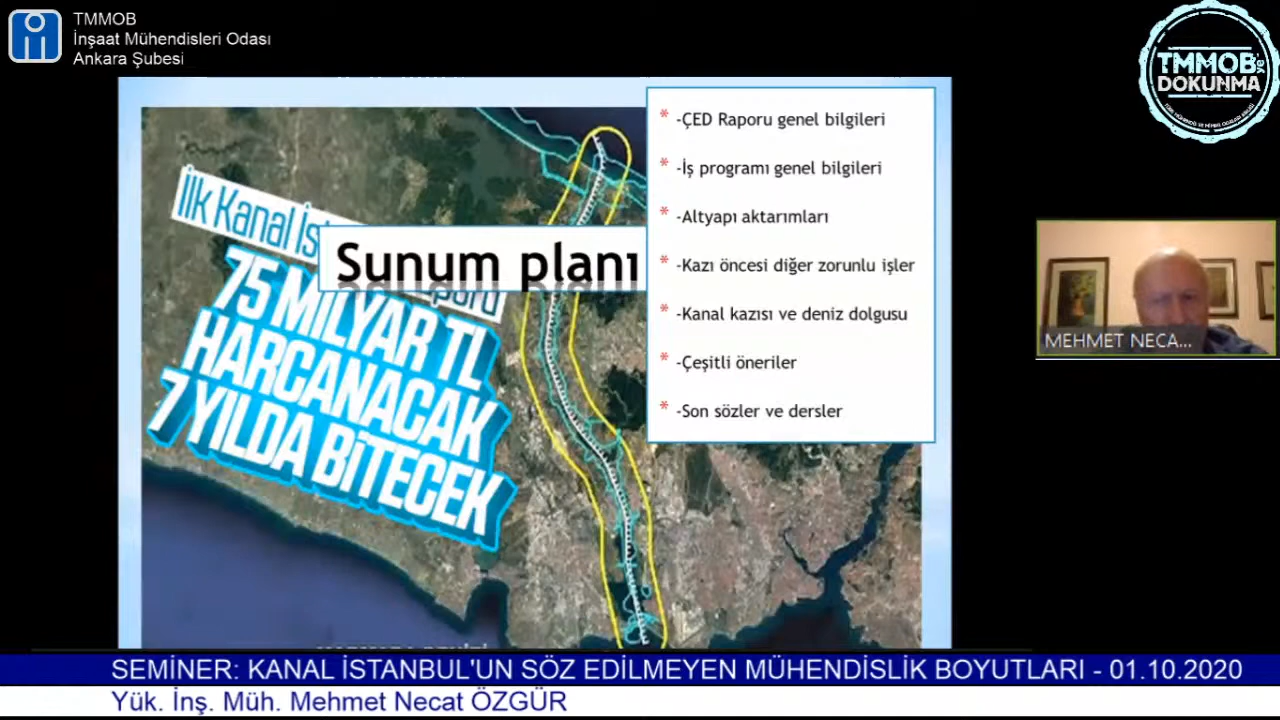 TMMOB
İnşaat Mühendisleri Odası
Ankara Şubesi
TMMOB
DOKUNMA
İlk Kanal İs
75 MİLYAR TL
HARCANACAK
7 YILDA BİTECEK
Sunum planı
* -ÇED Raporu genel bilgileri
* -İş programı genel bilgileri
* -Altyapı aktarımları
* -Kazı öncesi diğer zorunlu işler
* -Kanal kazısı ve deniz dolgusu
* -Çeşitli öneriler
* -Son sözler ve dersler
MEHMET NECA...
SEMİNER: KANAL İSTANBUL'UN SÖZ EDİLMEYEN MÜHENDİSLİK BOYUTLARI - 01.10.2020
Yük. İnş. Müh. Mehmet Necat ÖZGÜR